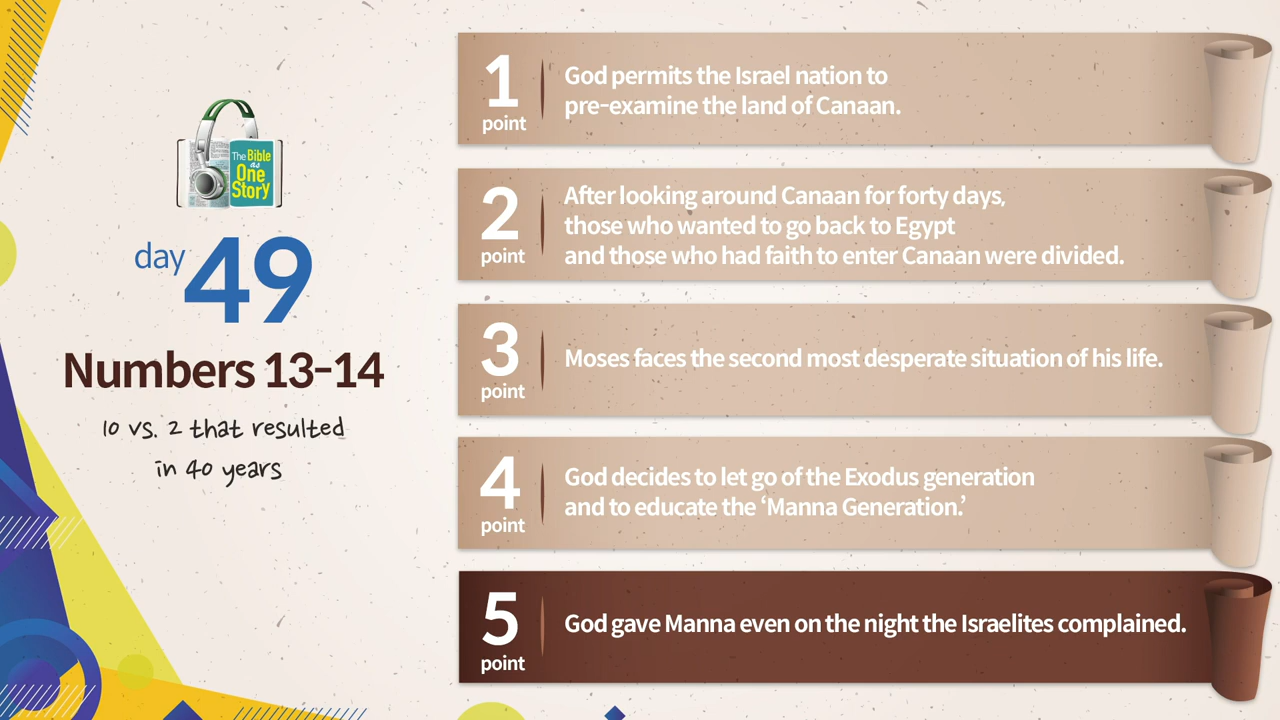 The Bible
as
One
Story
day 49
Numbers 13-14
10 vs. 2 that resulted
in 40 years
1
point
God permits the Israel nation to
pre-examine the land of Canaan.
2
point
After looking around Canaan for forty days,
those who wanted to go back to Egypt
and those who had faith to enter Canaan were divided.
3
point
Moses faces the second most desperate situation of his life.
4
point
God decides to let go of the Exodus generation
and to educate the ‘Manna Generation.’
5
point
God gave Manna even on the night the Israelites complained.